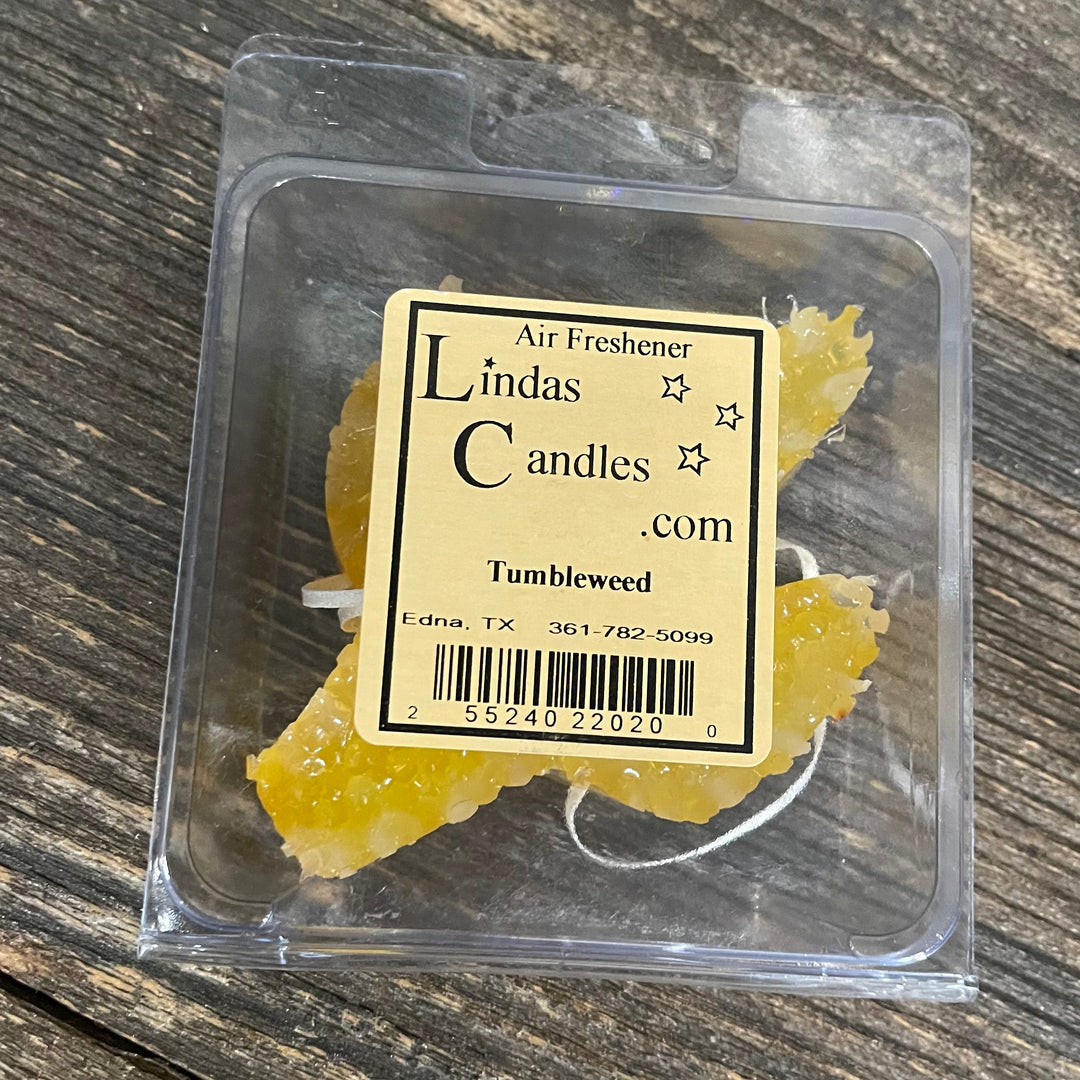 Air Freshener
Lindas
Candles
.com
Tumbleweed
Edna, TX 361-782-5099
2 55240 22020 0